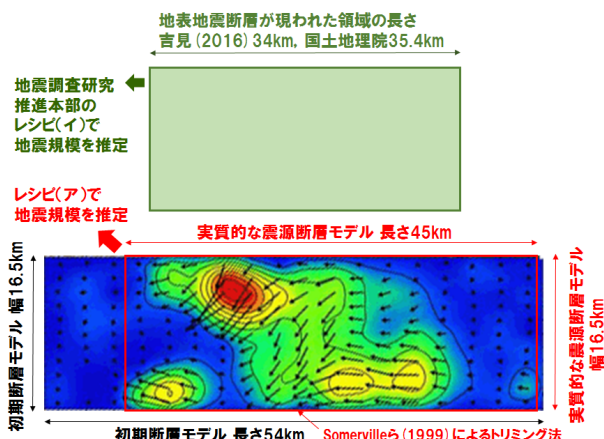 地表地震断層が現われた領域の長さ
吉見(2016)34km, 国土地理院35.4km
地震調査研究
推進本部の
レシピ(イ)で
地震規模を推定
レシピ(ア)で
地震規模を推定
実質的な震源断層モデル 長さ45km
初期断層モデル 幅16.5km
実質的な震源断層モデル
幅16.5km
初期断層モデル 長さ54km
Somervilleら(1999)によるトリミング法